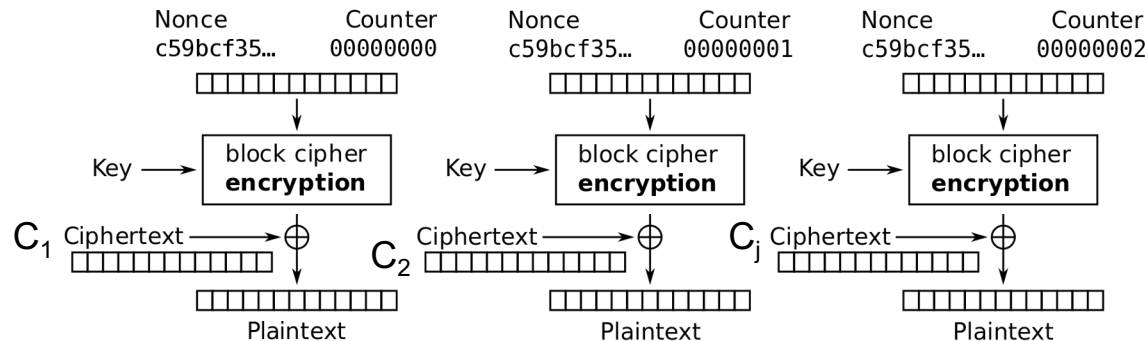 Nonce Counter Nonce Counter Nonce Counter
c59bcf35… 00000000 c59bcf35… 00000001 c59bcf35… 00000002
block cipher block cipher block cipher
Key encryption Key encryption Key encryption
C1 Ciphertext C2 Ciphertext Cj Ciphertext
Plaintext Plaintext Plaintext